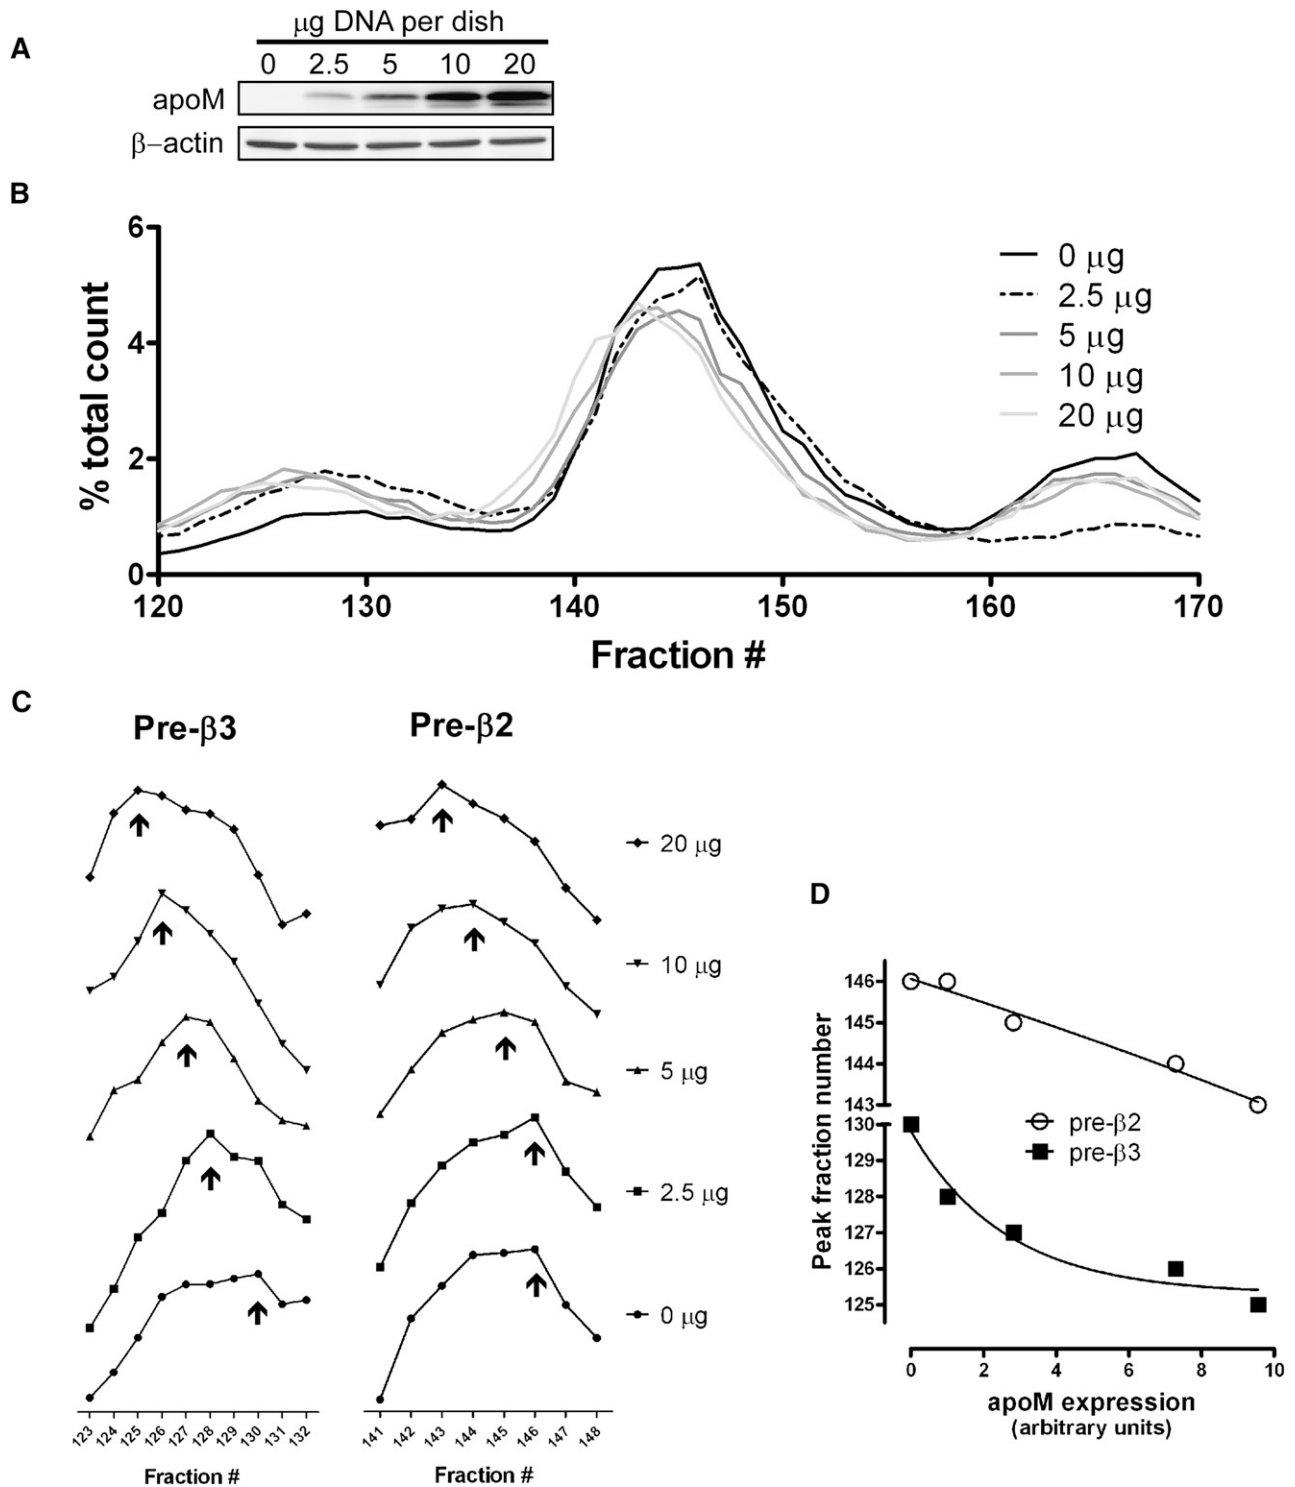 A
μg DNA per dish
0 2.5 5 10 20
apoM
β−actin
B
6
4
2
0
% total count
0 μg
2.5 μg
5 μg
10 μg
20 μg
120 130 140 150 160 170
Fraction #
C
Pre-β3 Pre-β2
20 μg
10 μg
5 μg
2.5 μg
0 μg
123 124 125 126 127 128 129 130 131 132
141 142 143 144 145 146 147 148
Fraction # Fraction #
D
Peak fraction number
146
145
144
143
130
129
128
127
126
125
pre-β2
pre-β3
0 2 4 6 8 10
apoM expression
(arbitrary units)